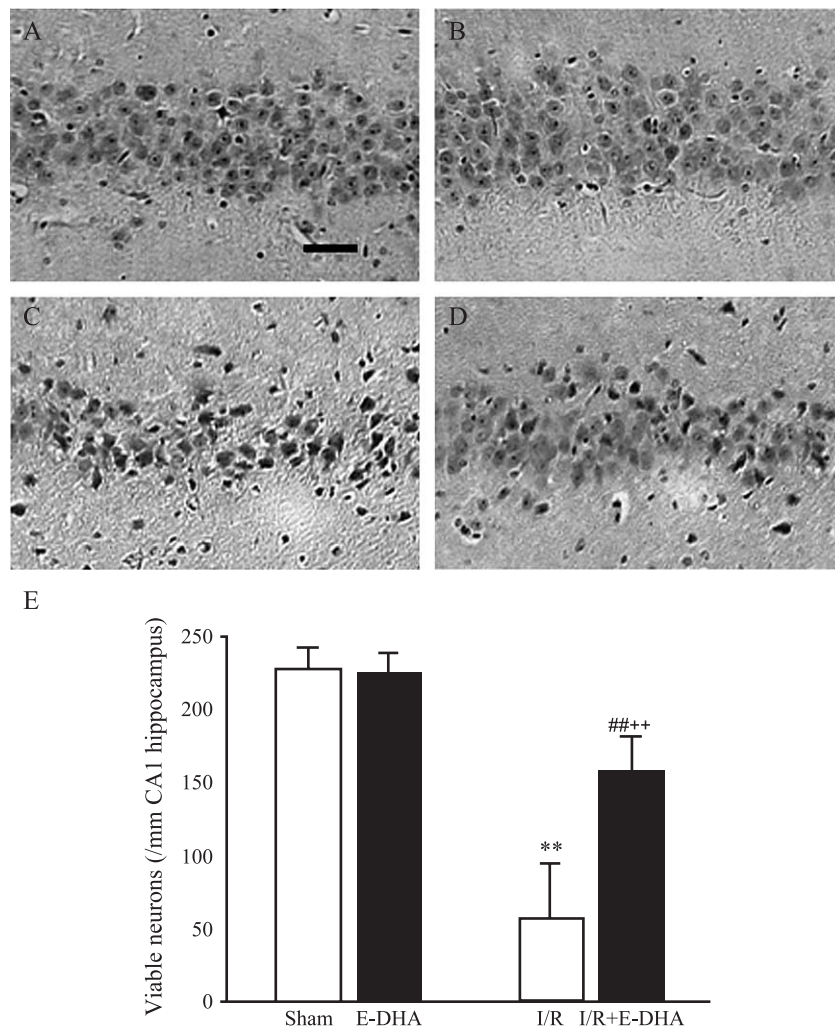 A
B
C
D
E
Viable neurons (/mm CA1 hippocampus)
250
200
150
100
50
0
**
##++
Sham
E-DHA
I/R
I/R+E-DHA